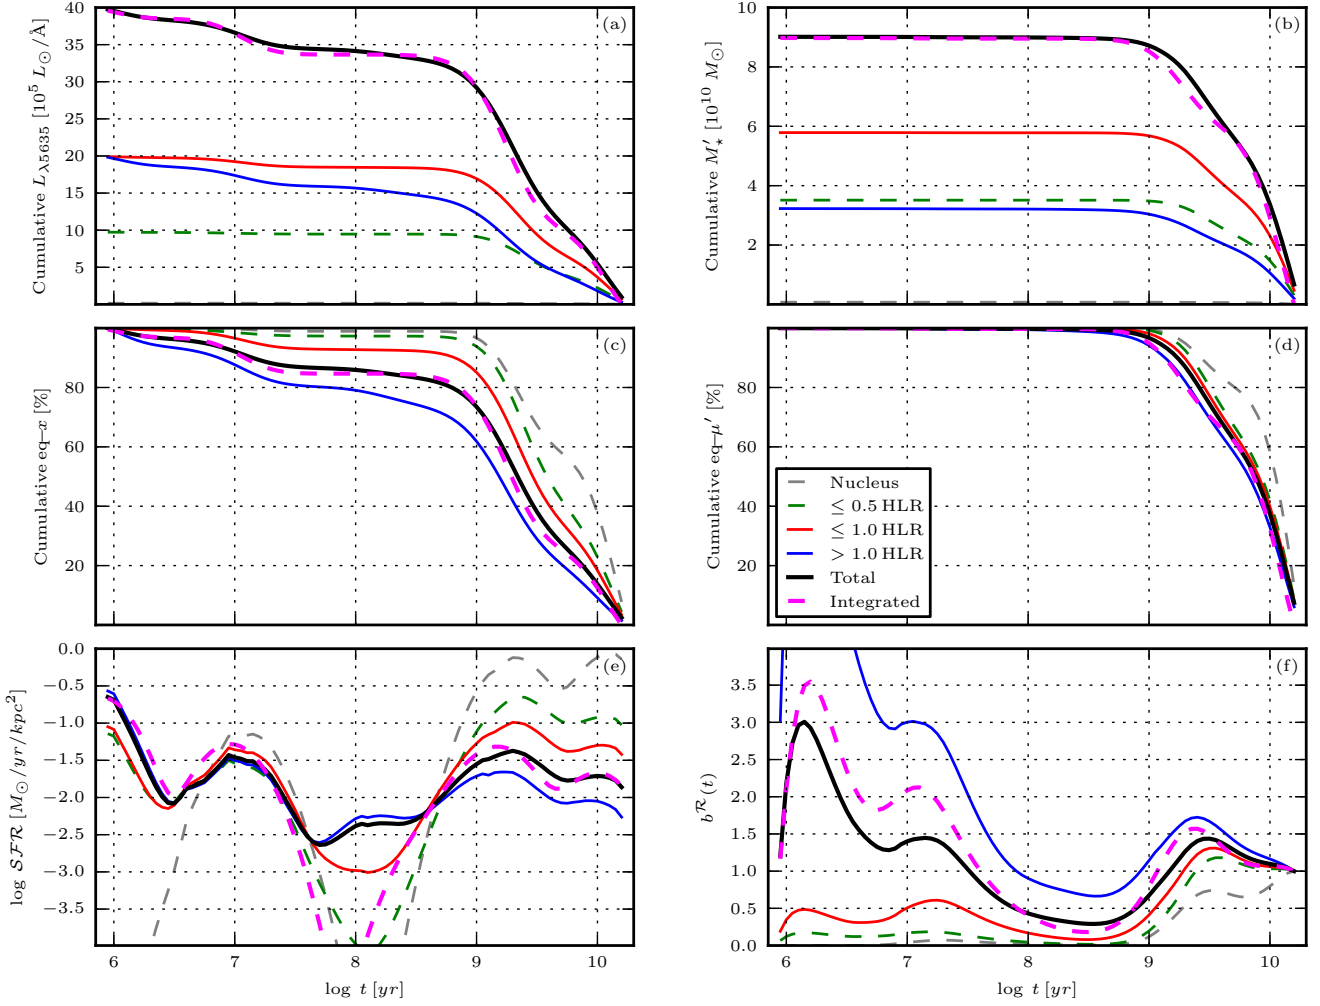 40
35
30
25
20
15
10
5
Cumulative L_λ5635 [10^5 L_⊙/Å]
(a)
10
8
6
4
2
Cumulative M′_⋆ [10^10 M_⊙]
(b)
80
60
40
20
Cumulative eq–x [%]
(c)
80
60
40
20
Cumulative eq–μ′ [%]
(d)
Nucleus
≤ 0.5 HLR
≤ 1.0 HLR
> 1.0 HLR
Total
Integrated
0.0
−0.5
−1.0
−1.5
−2.0
−2.5
−3.0
−3.5
log SFR [M_⊙/yr/kpc^2]
(e)
6 7 8 9 10
log t [yr]
3.5
3.0
2.5
2.0
1.5
1.0
0.5
0.0
b^R(t)
(f)
6 7 8 9 10
log t [yr]